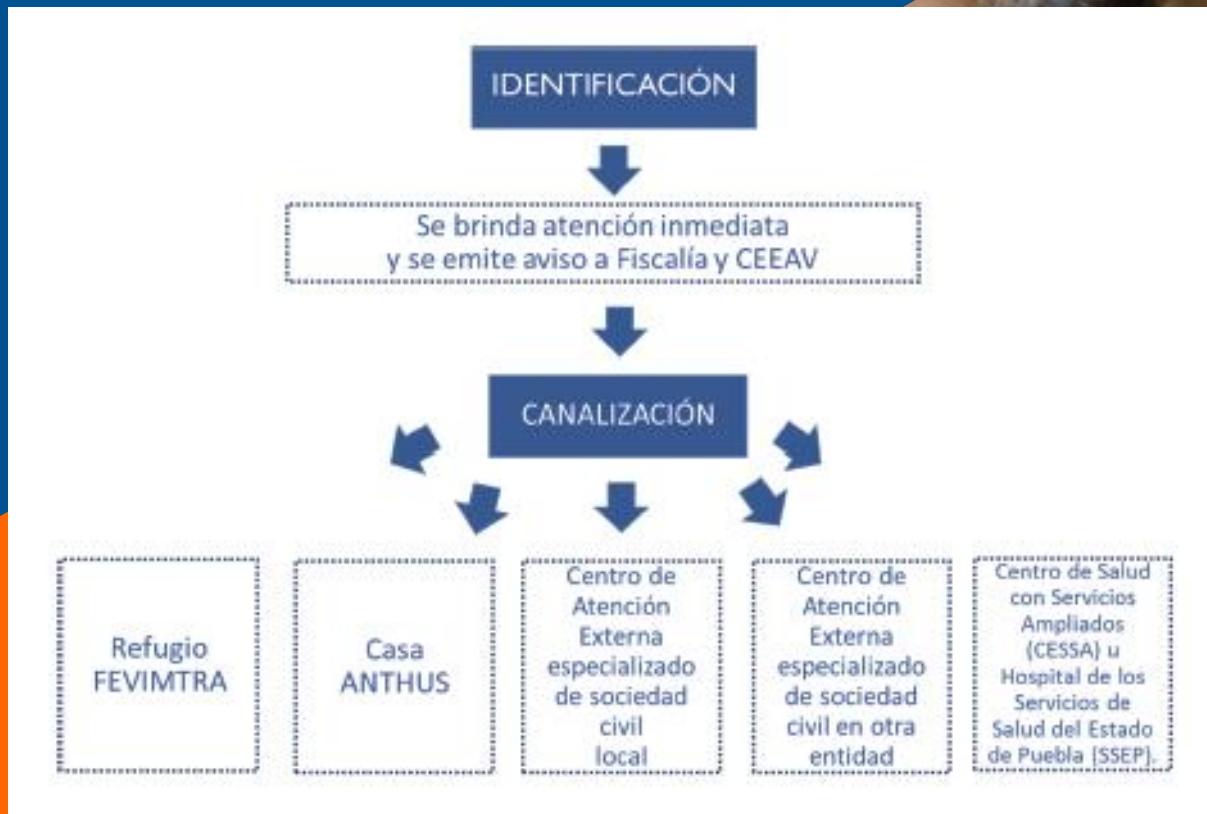 IDENTIFICACIÓN
Se brinda atención inmediata
y se emite aviso a Fiscalía y CEEAV
CANALIZACIÓN
Refugio
FEVIMTRA
Casa
ANTHUS
Centro de
Atención
Externa
especializado
de sociedad
civil
local
Centro de
Atención
Externa
especializado
de sociedad
civil en otra
entidad
Centro de Salud
con Servicios
Ampliados
(CESSA) u
Hospital de los
Servicios de
Salud del Estado
de Puebla (SSEP).